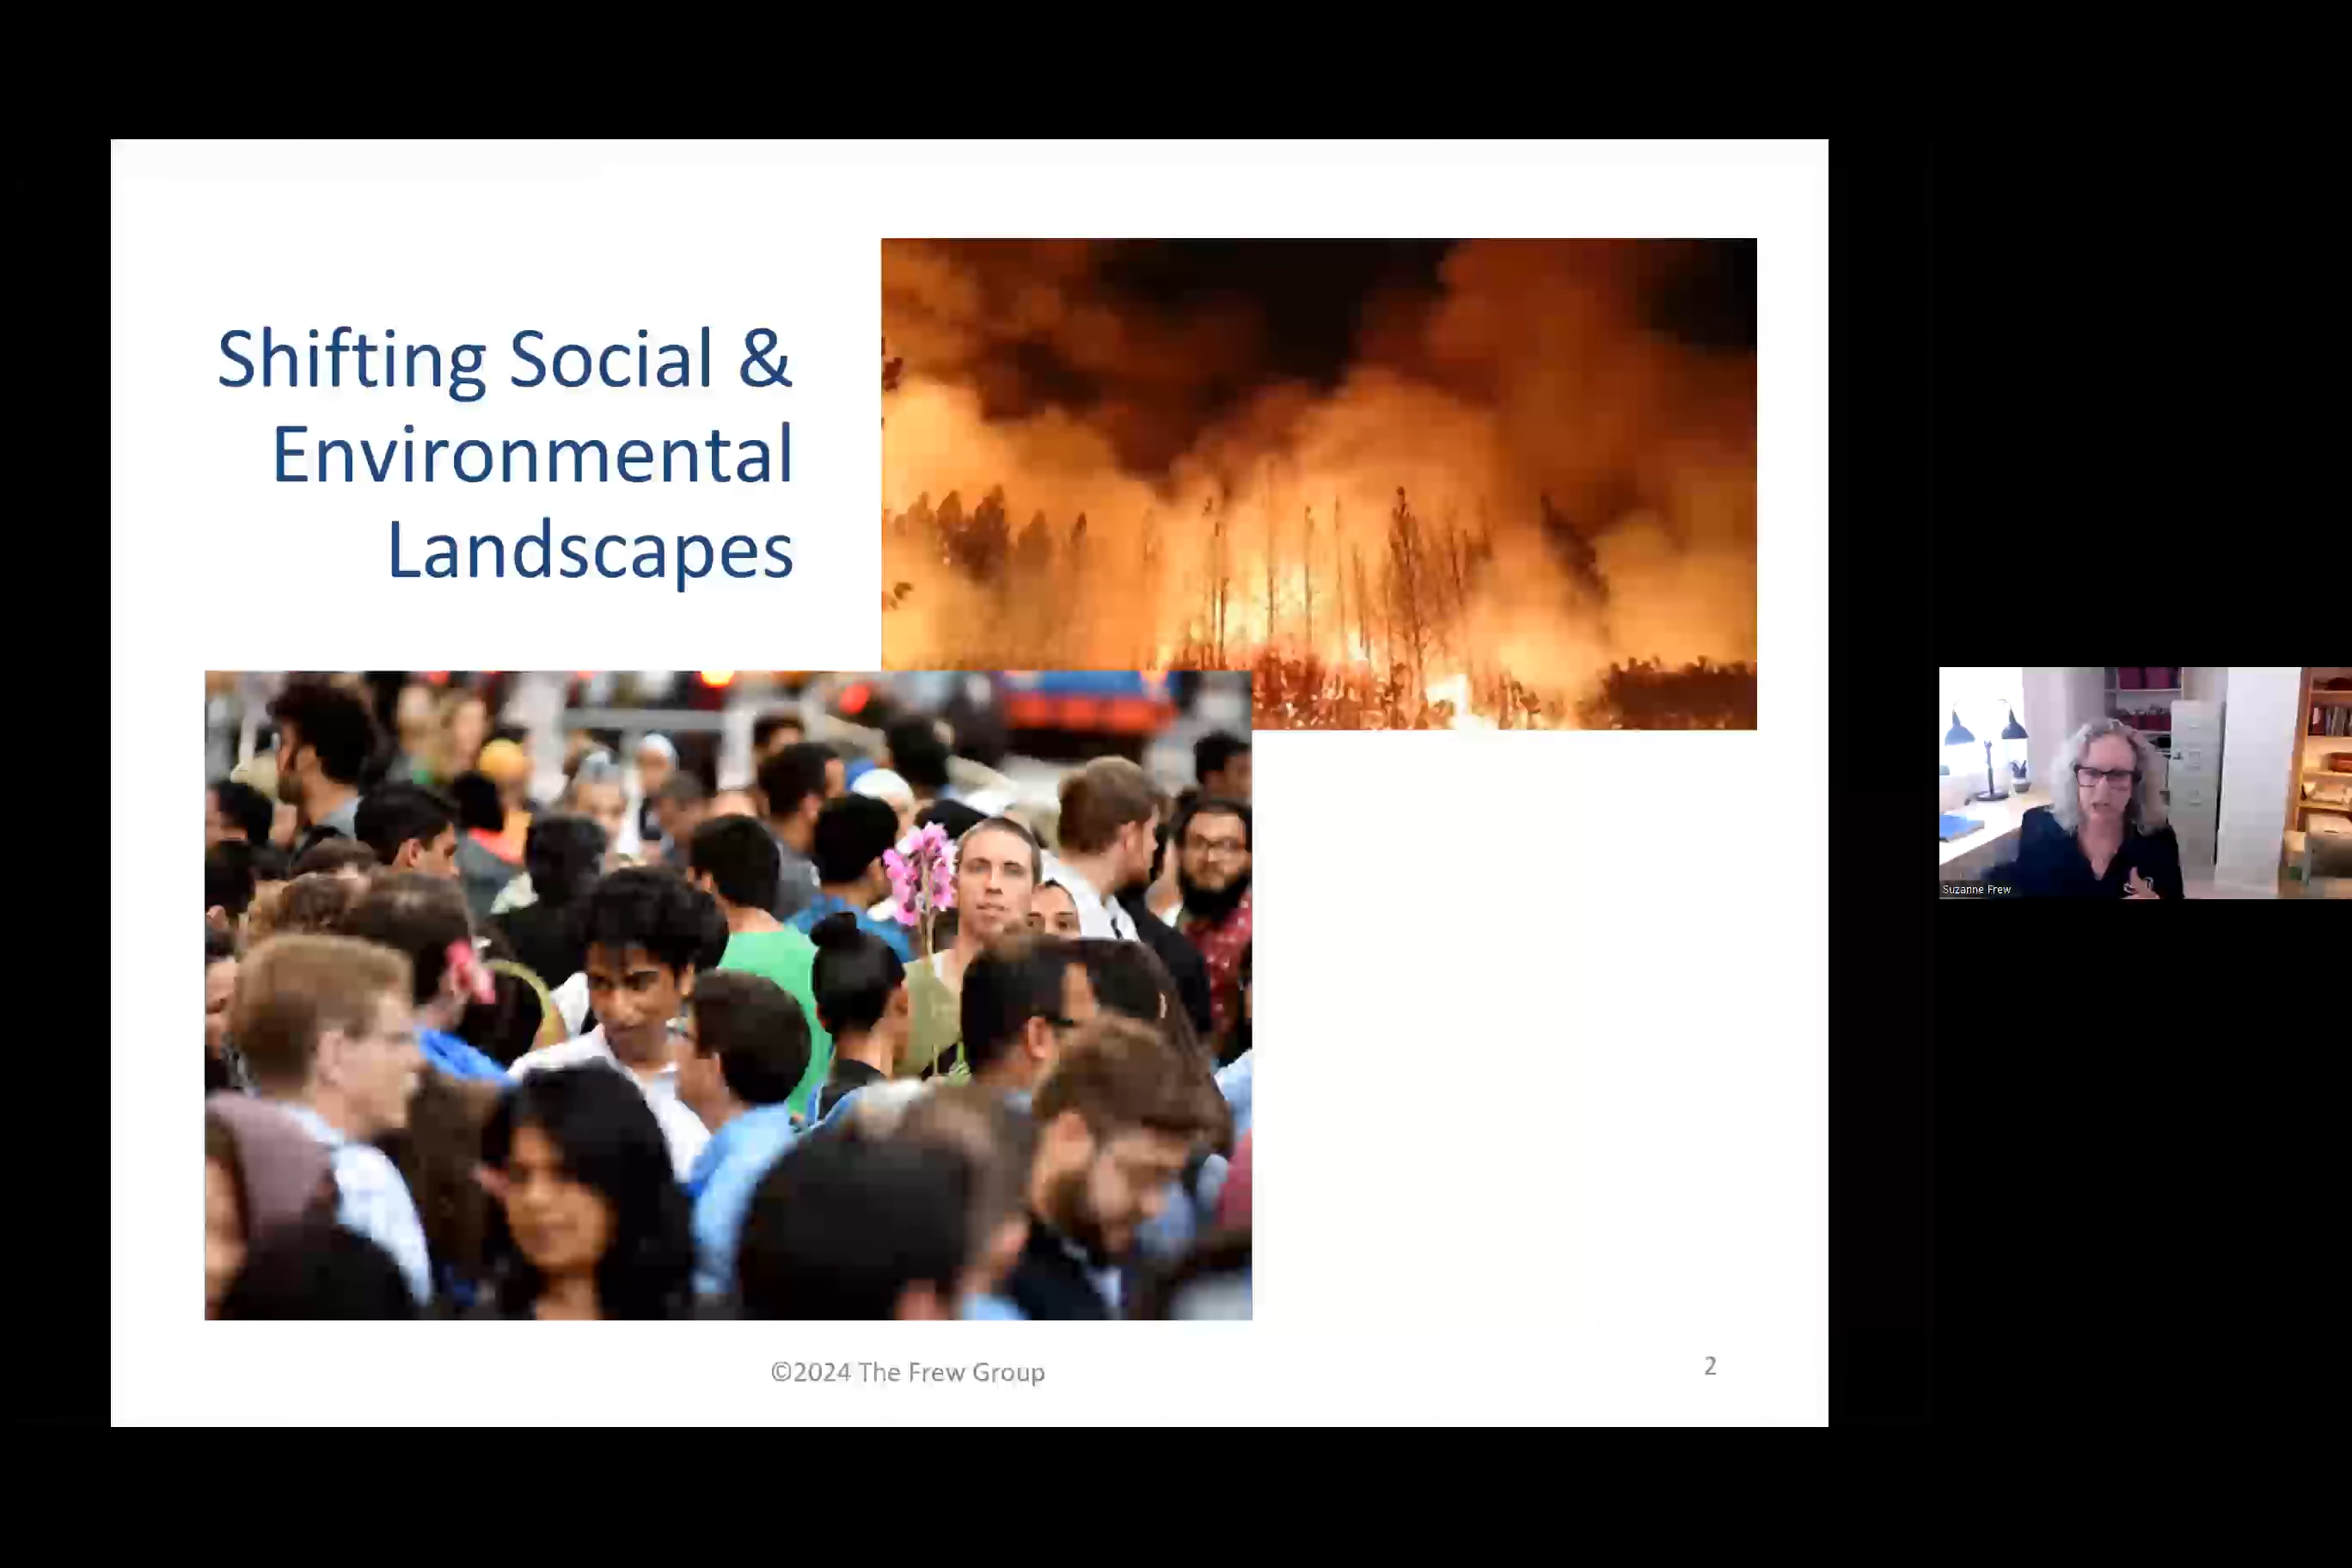 Shifting Social &
Environmental
Landscapes
©2024 The Frew Group
2
Suzanne Frew